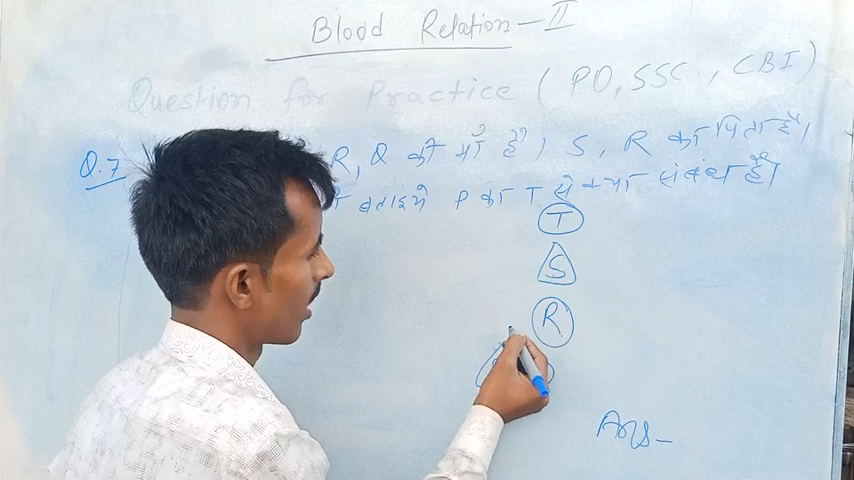 Blood Relation - II
Question for Practice (PO, SSC, CBI)
Q.7 R, Q की माँ है। S, R का पिता है।
बताइये P का T से क्या संबंध है।
T
S
R
Ans-